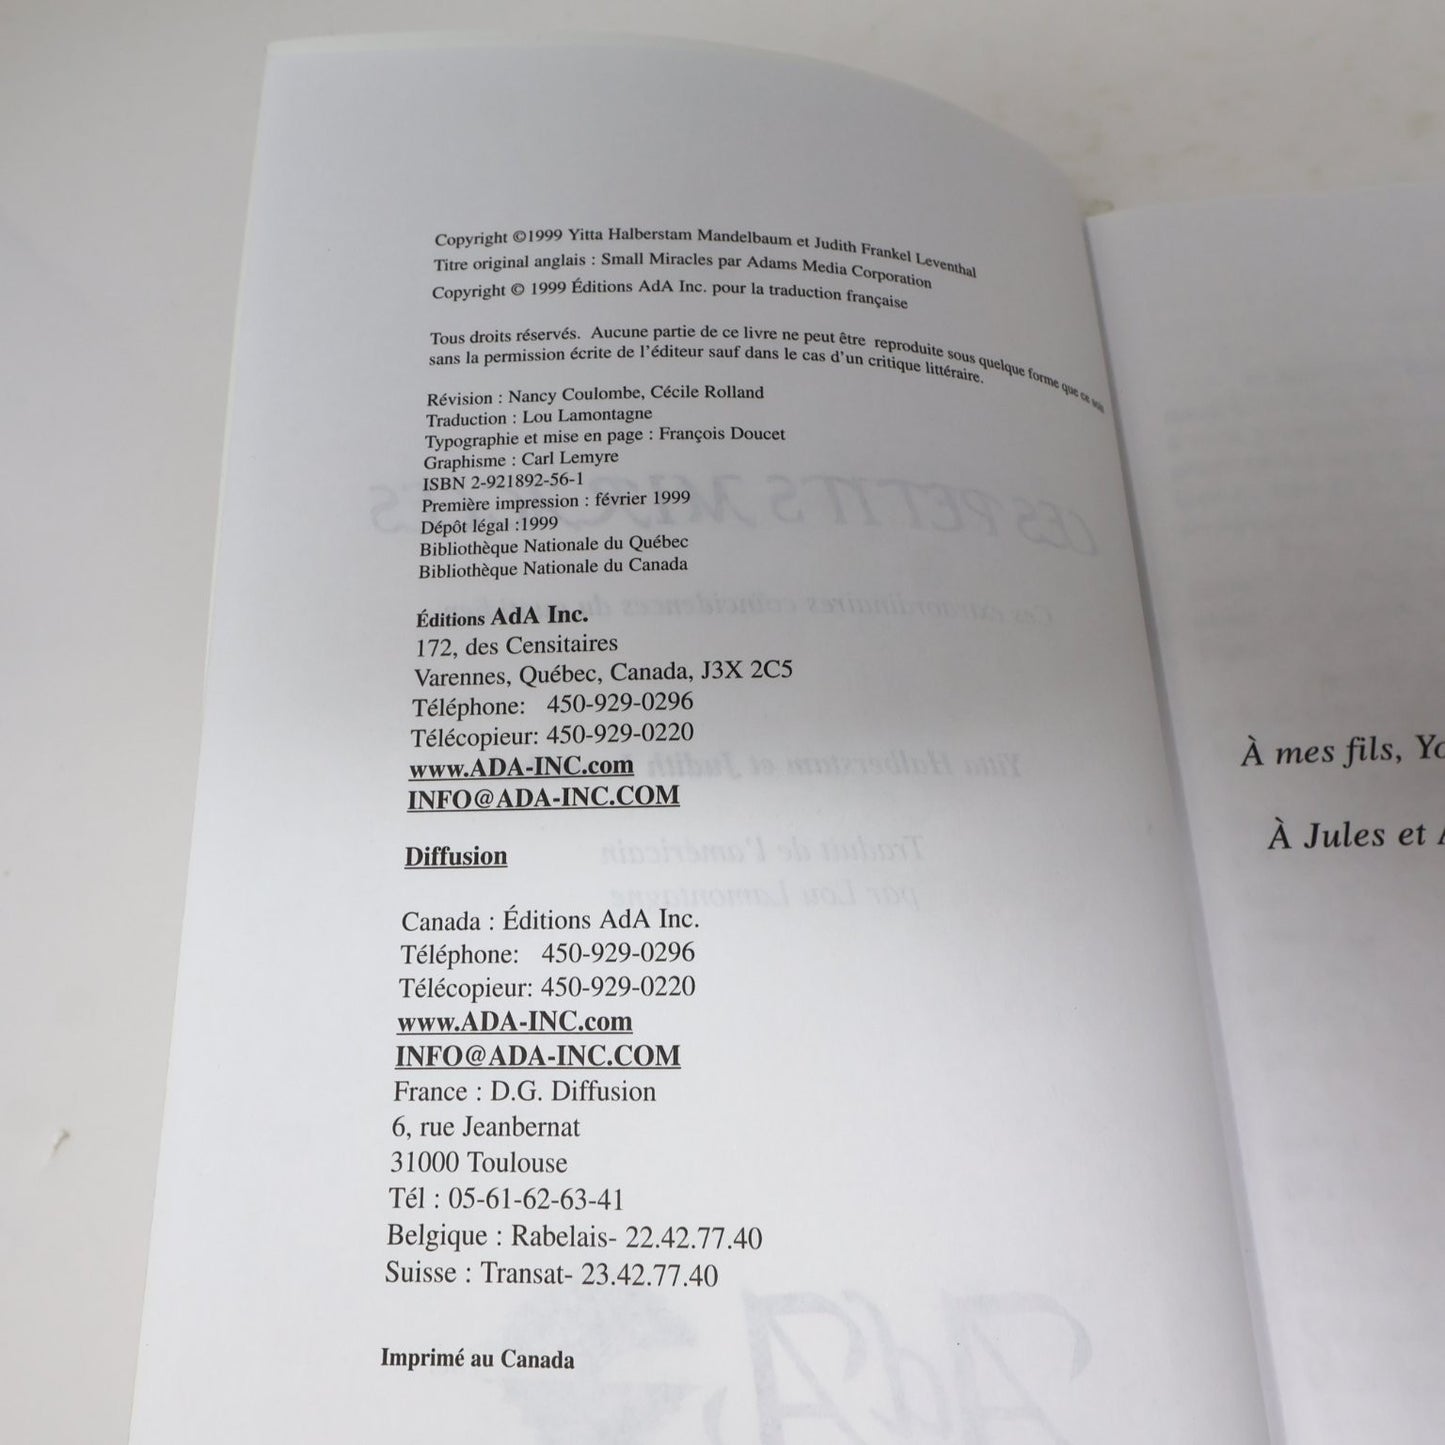 Copyright ©1999 Yitta Halberstam Mandelbaum et Judith Frankel Leventhal
Titre original anglais : Small Miracles par Adams Media Corporation
Copyright © 1999 Éditions AdA Inc. pour la traduction française
Tous droits réservés. Aucune partie de ce livre ne peut être reproduite sous quelque forme que ce soit
sans la permission écrite de l'éditeur sauf dans le cas d'un critique littéraire.
Révision : Nancy Coulombe, Cécile Rolland
Traduction : Lou Lamontagne
Typographie et mise en page : François Doucet
Graphisme : Carl Lemyre
ISBN 2-921892-56-1
Première impression : février 1999
Dépôt légal :1999
Bibliothèque Nationale du Québec
Bibliothèque Nationale du Canada
Éditions AdA Inc.
172, des Censitaires
Varennes, Québec, Canada, J3X 2C5
Téléphone: 450-929-0296
Télécopieur: 450-929-0220
www.ADA-INC.com
INFO@ADA-INC.COM
Diffusion
Canada : Éditions AdA Inc.
Téléphone: 450-929-0296
Télécopieur: 450-929-0220
www.ADA-INC.com
INFO@ADA-INC.COM
France : D.G. Diffusion
6, rue Jeanbernat
31000 Toulouse
Tél : 05-61-62-63-41
Belgique : Rabelais- 22.42.77.40
Suisse : Transat- 23.42.77.40
Imprimé au Canada
À mes fils, Yo
À Jules et